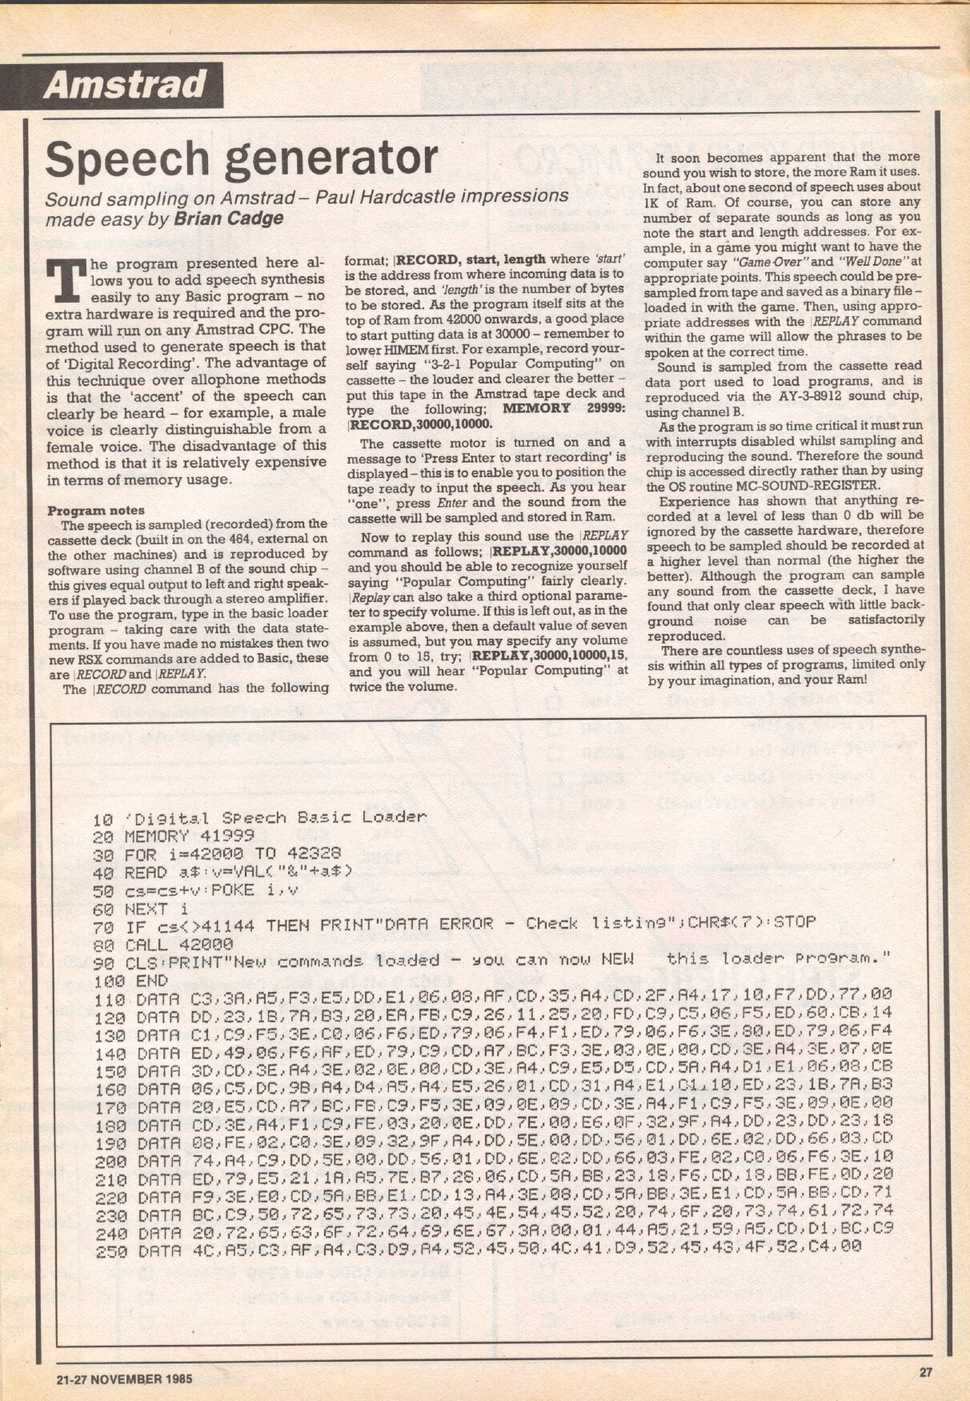 Amstrad
Speech generator
Sound sampling on Amstrad – Paul Hardcastle impressions
made easy by Brian Cadge
The program presented here al-
lows you to add speech synthesis
easily to any Basic program – no
extra hardware is required and the pro-
gram will run on any Amstrad CPC. The
method used to generate speech is that
of 'Digital Recording'. The advantage of
this technique over allophone methods
is that the 'accent' of the speech can
clearly be heard – for example, a male
voice is clearly distinguishable from a
female voice. The disadvantage of this
method is that it is relatively expensive
in terms of memory usage.
Program notes
The speech is sampled (recorded) from the
cassette deck (built in on the 464, external on
the other machines) and is reproduced by
software using channel B of the sound chip –
this gives equal output to left and right speak-
ers if played back through a stereo amplifier.
To use the program, type in the basic loader
program – taking care with the data state-
ments. If you have made no mistakes then two
new RSX commands are added to Basic, these
are |RECORD and |REPLAY.
The |RECORD command has the following
format; |RECORD, start, length where 'start'
is the address from where incoming data is to
be stored, and 'length' is the number of bytes
to be stored. As the program itself sits at the
top of Ram from 42000 onwards, a good place
to start putting data is at 30000 – remember to
lower HIMEM first. For example, record your-
self saying "3-2-1 Popular Computing" on
cassette – the louder and clearer the better –
put this tape in the Amstrad tape deck and
type the following; MEMORY 29999:
|RECORD,30000,10000.
The cassette motor is turned on and a
message to 'Press Enter to start recording' is
displayed – this is to enable you to position the
tape ready to input the speech. As you hear
"one", press Enter and the sound from the
cassette will be sampled and stored in Ram.
Now to replay this sound use the |REPLAY
command as follows; |REPLAY,30000,10000
and you should be able to recognize yourself
saying "Popular Computing" fairly clearly.
|Replay can also take a third optional parame-
ter to specify volume. If this is left out, as in the
example above, then a default value of seven
is assumed, but you may specify any volume
from 0 to 15, try; |REPLAY,30000,10000,15,
and you will hear "Popular Computing" at
twice the volume.
It soon becomes apparent that the more
sound you wish to store, the more Ram it uses.
In fact, about one second of speech uses about
1K of Ram. Of course, you can store any
number of separate sounds as long as you
note the start and length addresses. For ex-
ample, in a game you might want to have the
computer say "Game Over" and "Well Done" at
appropriate points. This speech could be pre-
sampled from tape and saved as a binary file –
loaded in with the game. Then, using appro-
priate addresses with the |REPLAY command
within the game will allow the phrases to be
spoken at the correct time.
Sound is sampled from the cassette read
data port used to load programs, and is
reproduced via the AY-3-8912 sound chip,
using channel B.
As the program is so time critical it must run
with interrupts disabled whilst sampling and
reproducing the sound. Therefore the sound
chip is accessed directly rather than by using
the OS routine MC-SOUND-REGISTER.
Experience has shown that anything re-
corded at a level of less than 0 db will be
ignored by the cassette hardware, therefore
speech to be sampled should be recorded at
a higher level than normal (the higher the
better). Although the program can sample
any sound from the cassette deck, I have
found that only clear speech with little back-
ground noise can be satisfactorily
reproduced.
There are countless uses of speech synthe-
sis within all types of programs, limited only
by your imagination, and your Ram!
10 'Digital Speech Basic Loader
20 MEMORY 41999
30 FOR i=42000 TO 42328
40 READ a$:v=VAL("&"+a$)
50 cs=cs+v:POKE i,v
60 NEXT i
70 IF cs<>41144 THEN PRINT"DATA ERROR - Check listing";CHR$(7):STOP
80 CALL 42000
90 CLS:PRINT"New commands loaded - you can now NEW   this loader Program."
100 END
110 DATA C3,3A,A5,F3,E5,DD,E1,06,08,AF,CD,35,A4,CD,2F,A4,17,10,F7,DD,77,00
120 DATA DD,23,1B,7A,B3,20,EA,FB,C9,26,11,25,20,FD,C9,C5,06,F5,ED,60,CB,14
130 DATA C1,C9,F5,3E,C0,06,F6,ED,79,06,F4,F1,ED,79,06,F6,3E,80,ED,79,06,F4
140 DATA ED,49,06,F6,AF,ED,79,C9,CD,A7,BC,F3,3E,03,0E,00,CD,3E,A4,3E,07,0E
150 DATA 3D,CD,3E,A4,3E,02,0E,00,CD,3E,A4,C9,E5,D5,CD,5A,A4,D1,E1,06,08,CB
160 DATA 06,C5,DC,9B,A4,D4,A5,A4,E5,26,01,CD,31,A4,E1,C1,10,ED,23,1B,7A,B3
170 DATA 20,E5,CD,A7,BC,FB,C9,F5,3E,09,0E,09,CD,3E,A4,F1,C9,F5,3E,09,0E,00
180 DATA CD,3E,A4,F1,C9,FE,03,20,0E,DD,7E,00,E6,0F,32,9F,A4,DD,23,DD,23,18
190 DATA 08,FE,02,C0,3E,09,32,9F,A4,DD,5E,00,DD,56,01,DD,6E,02,DD,66,03,CD
200 DATA 74,A4,C9,DD,5E,00,DD,56,01,DD,6E,02,DD,66,03,FE,02,C0,06,F6,3E,10
210 DATA ED,79,E5,21,1A,A5,7E,B7,28,06,CD,5A,BB,23,18,F6,CD,18,BB,FE,0D,20
220 DATA F9,3E,E0,CD,5A,BB,E1,CD,13,A4,3E,08,CD,5A,BB,3E,E1,CD,5A,BB,CD,71
230 DATA BC,C9,50,72,65,73,73,20,45,4E,54,45,52,20,74,6F,20,73,74,61,72,74
240 DATA 20,72,65,63,6F,72,64,69,6E,67,3A,00,01,44,A5,21,59,A5,CD,D1,BC,C9
250 DATA 4C,A5,C3,AF,A4,C3,D9,A4,52,45,50,4C,41,D9,52,45,43,4F,52,C4,00
21-27 NOVEMBER 1985
27